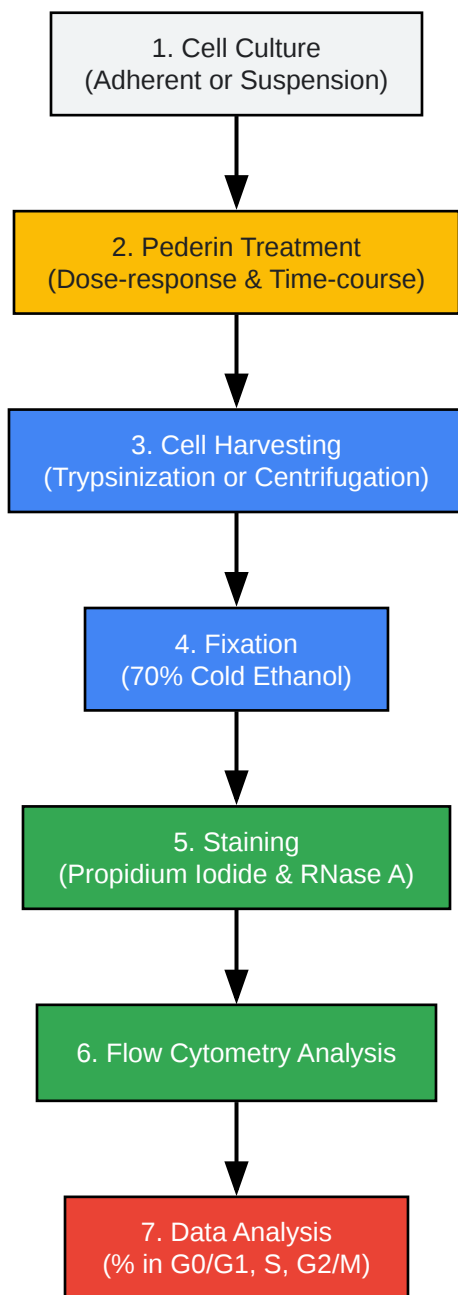 1. Cell Culture
(Adherent or Suspension)
2. Pederin Treatment
(Dose-response & Time-course)
3. Cell Harvesting
(Trypsinization or Centrifugation)
4. Fixation
(70% Cold Ethanol)
5. Staining
(Propidium Iodide & RNase A)
6. Flow Cytometry Analysis
7. Data Analysis
(% in G0/G1, S, G2/M)